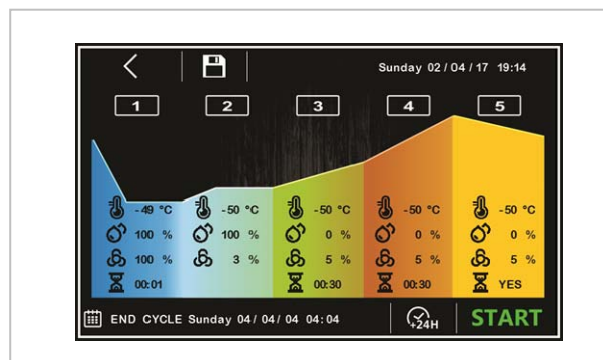 Sunday 02 / 04 / 17 19:14
1 2 3 4 5
-49 °C -50 °C -50 °C -50 °C -50 °C
100 % 100 % 0 % 0 % 0 %
100 % 3 % 5 % 5 % 5 %
00:01 00:30 00:30 YES
END CYCLE Sunday 04 / 04 / 04 04:04 +24H START